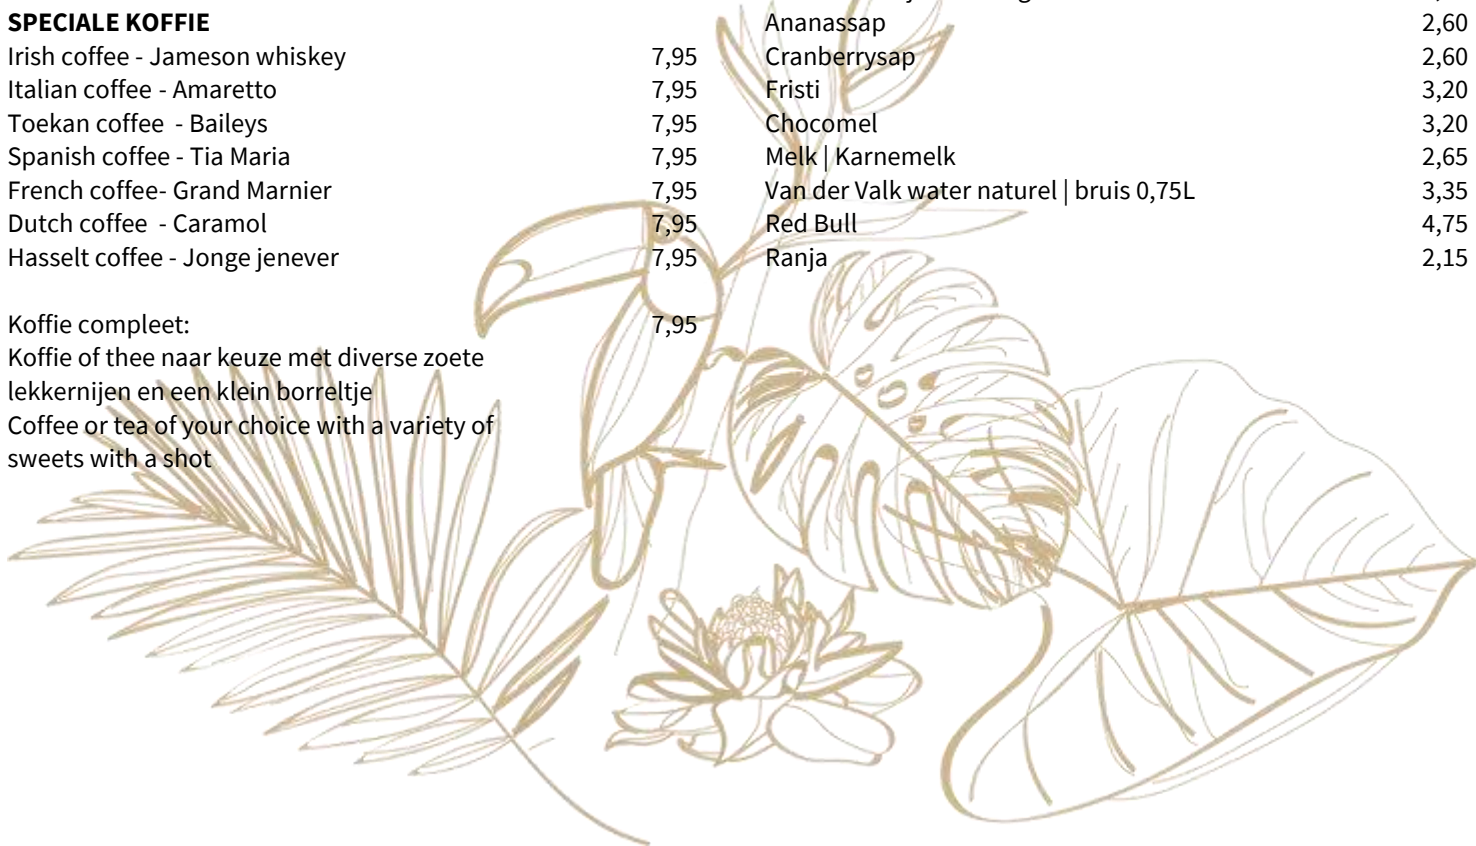 SPECIALE KOFFIE
Irish coffee - Jameson whiskey 7,95
Italian coffee - Amaretto 7,95
Toekan coffee  - Baileys 7,95
Spanish coffee - Tia Maria 7,95
French coffee- Grand Marnier 7,95
Dutch coffee  - Caramol 7,95
Hasselt coffee - Jonge jenever 7,95
Koffie compleet: 7,95
Koffie of thee naar keuze met diverse zoete
lekkernijen en een klein borreltje
Coffee or tea of your choice with a variety of
sweets with a shot
Ananassap 2,60
Cranberrysap 2,60
Fristi 3,20
Chocomel 3,20
Melk | Karnemelk 2,65
Van der Valk water naturel | bruis 0,75L 3,35
Red Bull 4,75
Ranja 2,15